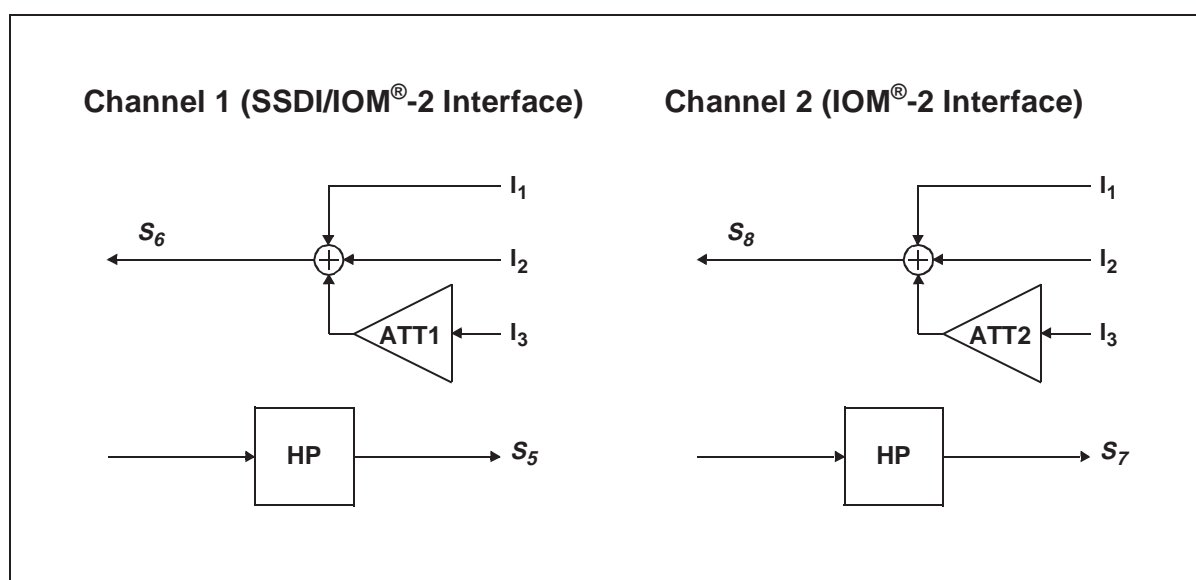 Channel 1 (SSDI/IOM®-2 Interface)
I1
S6
I2
ATT1
I3
HP
S5
Channel 2 (IOM®-2 Interface)
I1
S8
I2
ATT2
I3
HP
S7